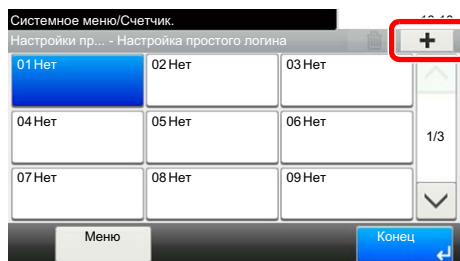 Системное меню/Счетчик.
Настройки пр... - Настройка простого логина
01 Нет 02 Нет 03 Нет
04 Нет 05 Нет 06 Нет
1/3
07 Нет 08 Нет 09 Нет
Меню Конец